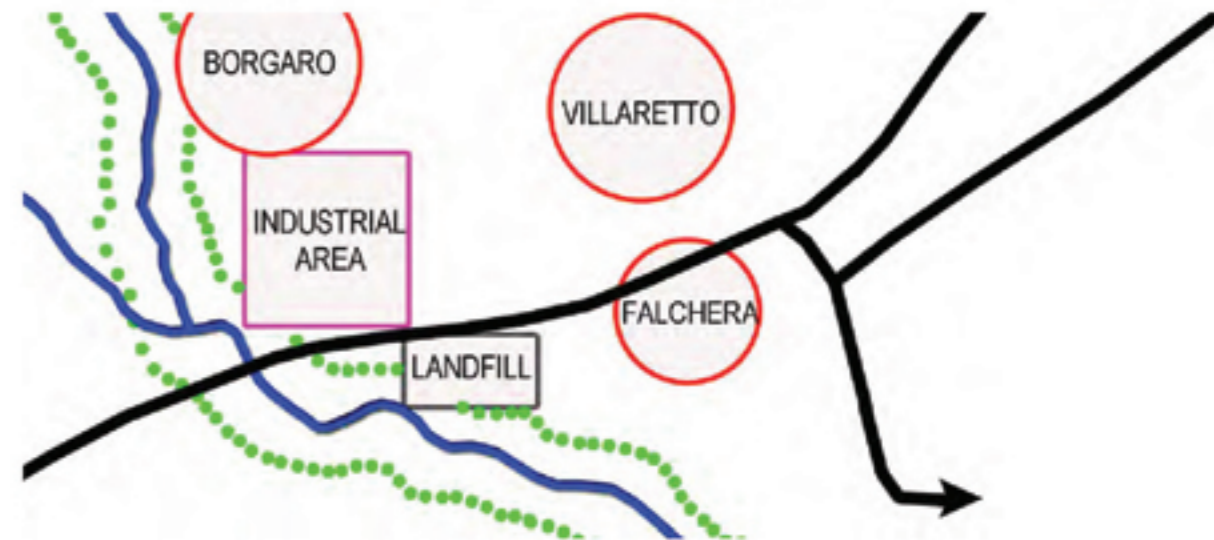 BORGARO
VILLARETTO
INDUSTRIAL
AREA
FALCHERA
LANDFILL